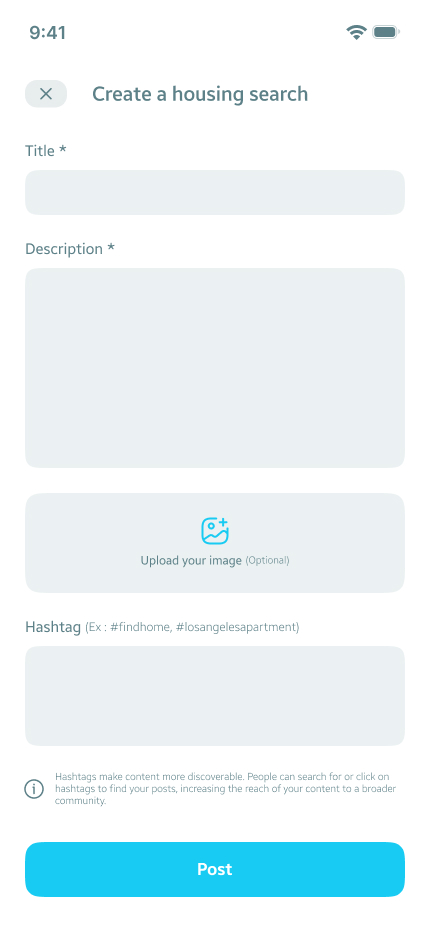 9:41
Create a housing search
Title *
Description *
Upload your image (Optional)
Hashtag (Ex : #findhome, #losangelesapartment)
Hashtags make content more discoverable. People can search for or click on
hashtags to find your posts, increasing the reach of your content to a broader
community.
Post